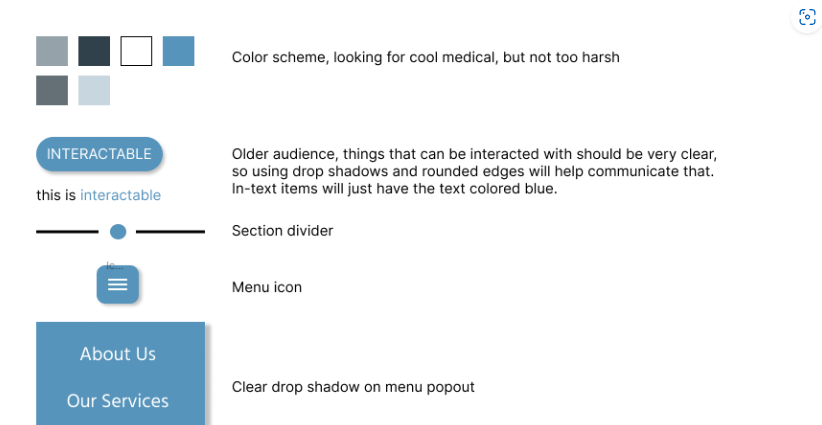 Color scheme, looking for cool medical, but not too harsh
INTERACTABLE
Older audience, things that can be interacted with should be very clear,
so using drop shadows and rounded edges will help communicate that.
In-text items will just have the text colored blue.
this is interactable
Section divider
Ic...
Menu icon
About Us
Our Services
Clear drop shadow on menu popout